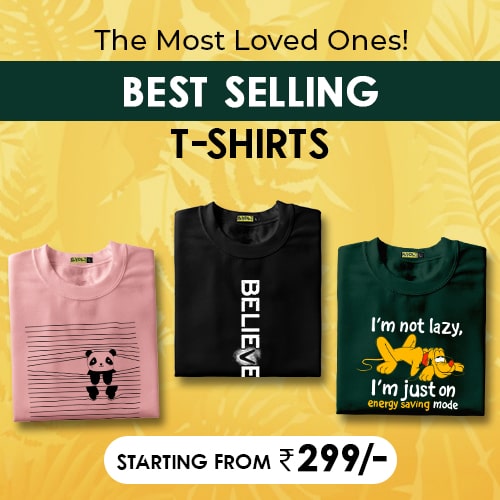 The Most Loved Ones!
BEST SELLING
T-SHIRTS
BELIEVE
I'm not lazy,
I'm just on
energy saving mode
STARTING FROM ₹299/-